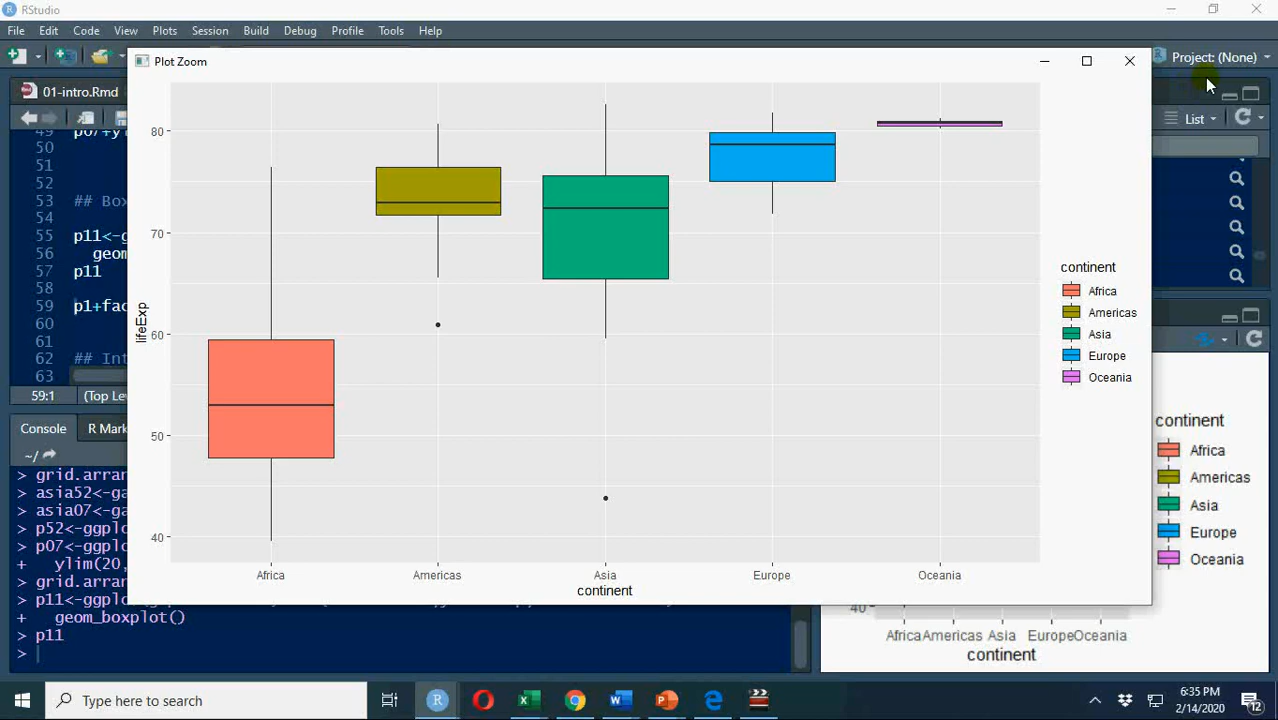 RStudio
File Edit Code View Plots Session Build Debug Profile Tools Help
Project: (None)
Plot Zoom
01-intro.Rmd
List
50
51
52
53 ## Box
54
55 p11<-g
56 geom_
57 p11
58
59 p1+fac
60
61
62 ## Int
63
59:1 (Top Lev
Console R Mark
~/
> grid.arran
> asia52<-ga
> asia07<-ga
> p52<-ggplo
> p07<-ggplo
+ ylim(20,
> grid.arran
> p11<-ggplo
+ geom_boxplot()
> p11
>
lifeExp
80
70
60
50
40
Africa Americas Asia Europe Oceania
continent
continent
Africa
Americas
Asia
Europe
Oceania
continent
Africa
Americas
Asia
Europe
Oceania
40
Africa Americas Asia Europe Oceania
continent
Type here to search
6:35 PM
2/14/2020
12